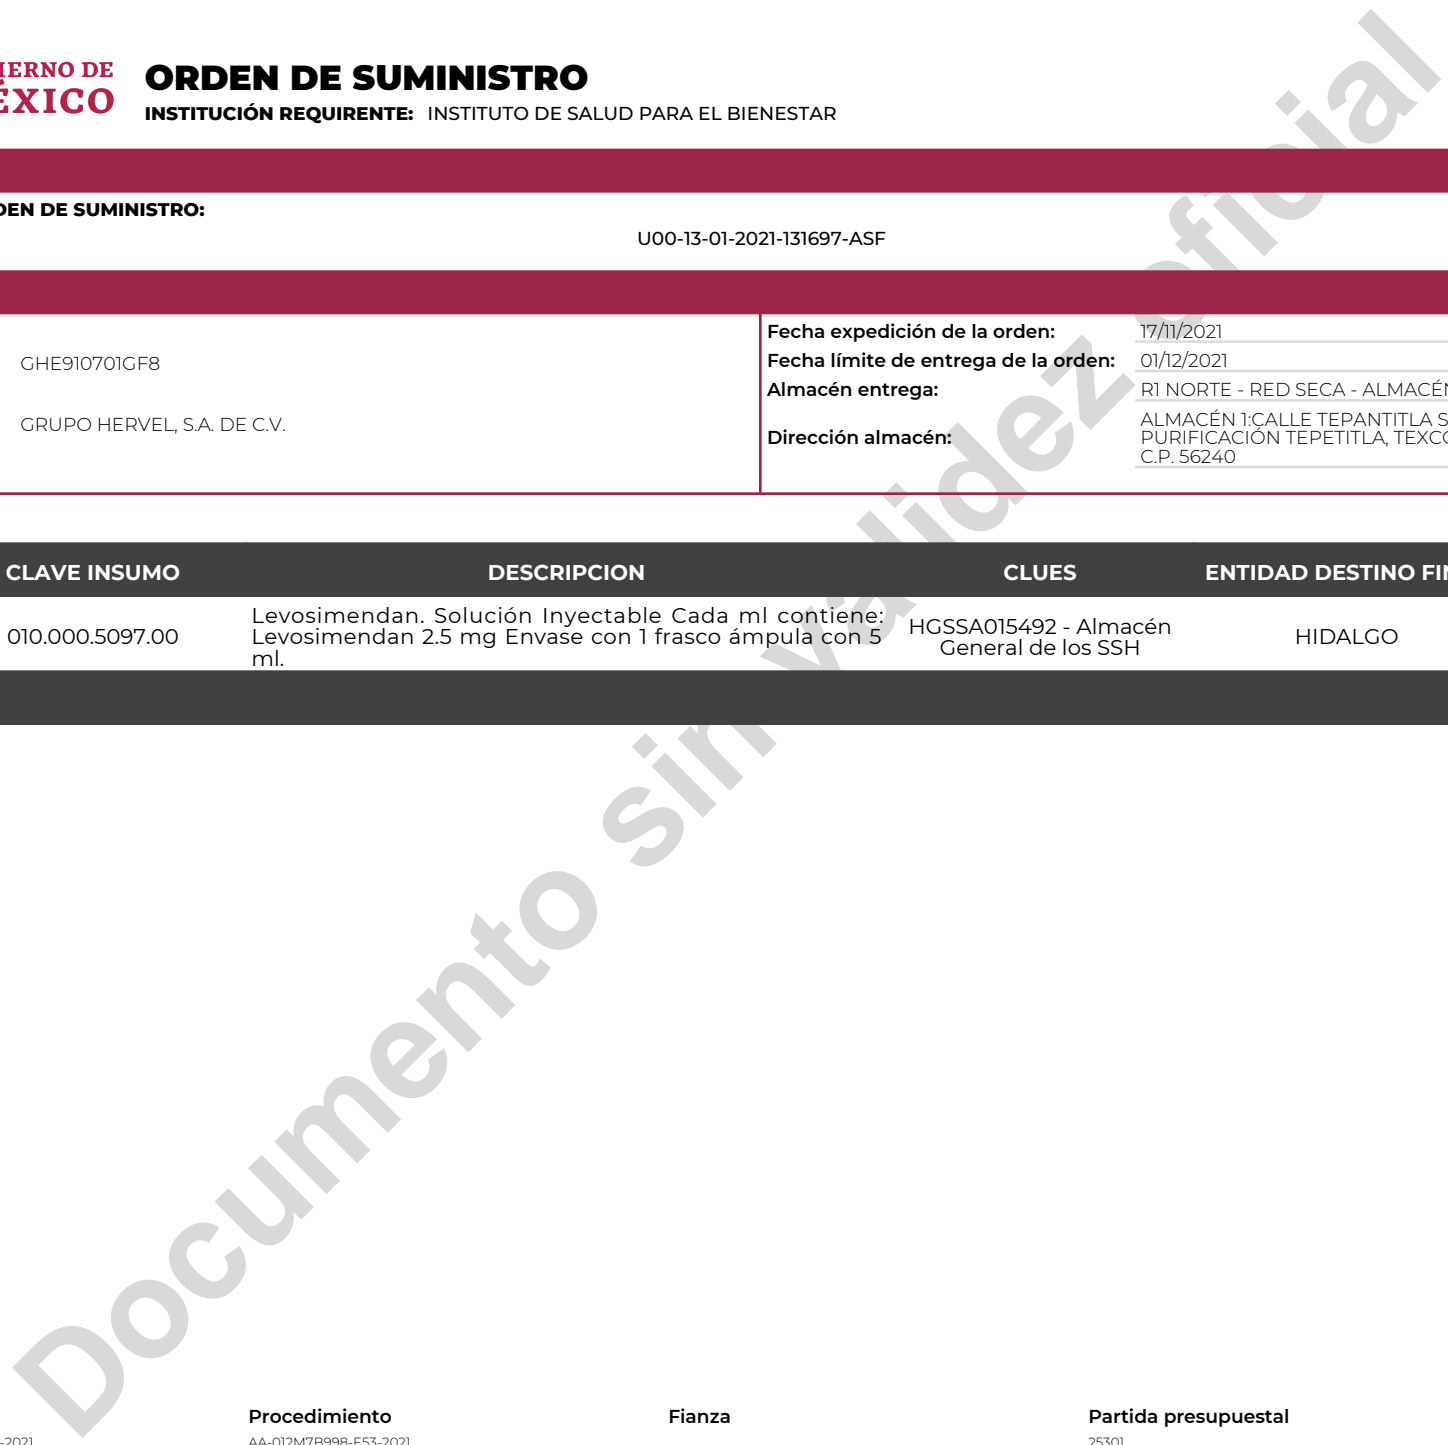 IERNO DE
ÉXICO
ORDEN DE SUMINISTRO
INSTITUCIÓN REQUIRENTE: INSTITUTO DE SALUD PARA EL BIENESTAR
DEN DE SUMINISTRO:
U00-13-01-2021-131697-ASF
GHE910701GF8
GRUPO HERVEL, S.A. DE C.V.
Fecha expedición de la orden: 17/11/2021
Fecha límite de entrega de la orden: 01/12/2021
Almacén entrega: R1 NORTE - RED SECA - ALMACÉN
Dirección almacén:
ALMACÉN 1:CALLE TEPANTITLA S
PURIFICACIÓN TEPETITLA, TEXCO
C.P. 56240
CLAVE INSUMO DESCRIPCION CLUES ENTIDAD DESTINO FIN
010.000.5097.00
Levosimendan. Solución Inyectable Cada ml contiene:
Levosimendan 2.5 mg Envase con 1 frasco ámpula con 5
ml.
HGSSA015492 - Almacén
General de los SSH
HIDALGO
Documento sin validez oficial
Procedimiento Fianza Partida presupuestal
-2021 AA-012M7B998-E53-2021 25301